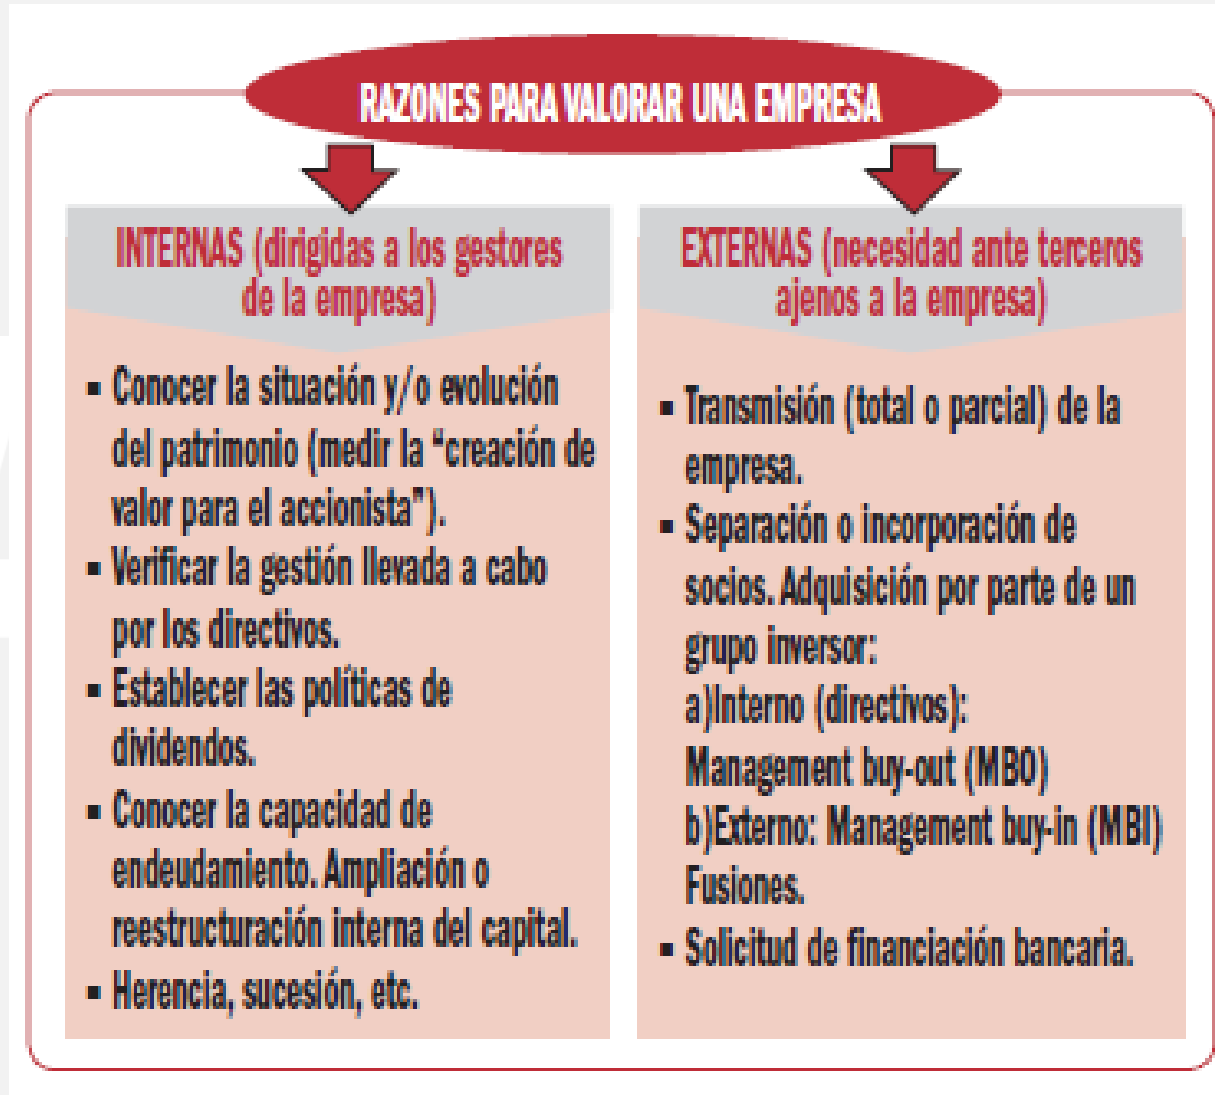 RAZONES PARA VALORAR UNA EMPRESA
INTERNAS (dirigidas a los gestores
de la empresa)
▪ Conocer la situación y/o evolución
del patrimonio (medir la “creación de
valor para el accionista”).
▪ Verificar la gestión llevada a cabo
por los directivos.
▪ Establecer las políticas de
dividendos.
▪ Conocer la capacidad de
endeudamiento. Ampliación o
reestructuración interna del capital.
▪ Herencia, sucesión, etc.
EXTERNAS (necesidad ante terceros
ajenos a la empresa)
▪ Transmisión (total o parcial) de la
empresa.
▪ Separación o incorporación de
socios. Adquisición por parte de un
grupo inversor:
a)Interno (directivos):
Management buy-out (MBO)
b)Externo: Management buy-in (MBI)
Fusiones.
▪ Solicitud de financiación bancaria.